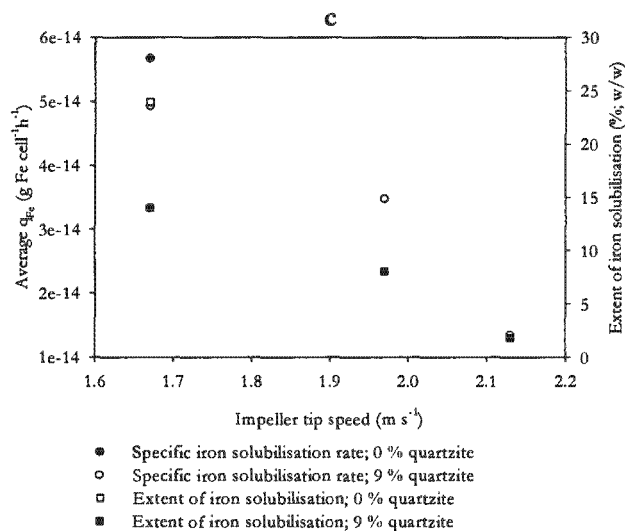 c
6e-14
5e-14
4e-14
3e-14
2e-14
1e-14
Average qFe (g Fe cell-1h-1)
30
25
20
15
10
5
0
Extent of iron solubilisation (%; w/w)
1.6 1.7 1.8 1.9 2.0 2.1 2.2
Impeller tip speed (m s-1)
Specific iron solubilisation rate; 0 % quartzite
Specific iron solubilisation rate; 9 % quartzite
Extent of iron solubilisation; 0 % quartzite
Extent of iron solubilisation; 9 % quartzite